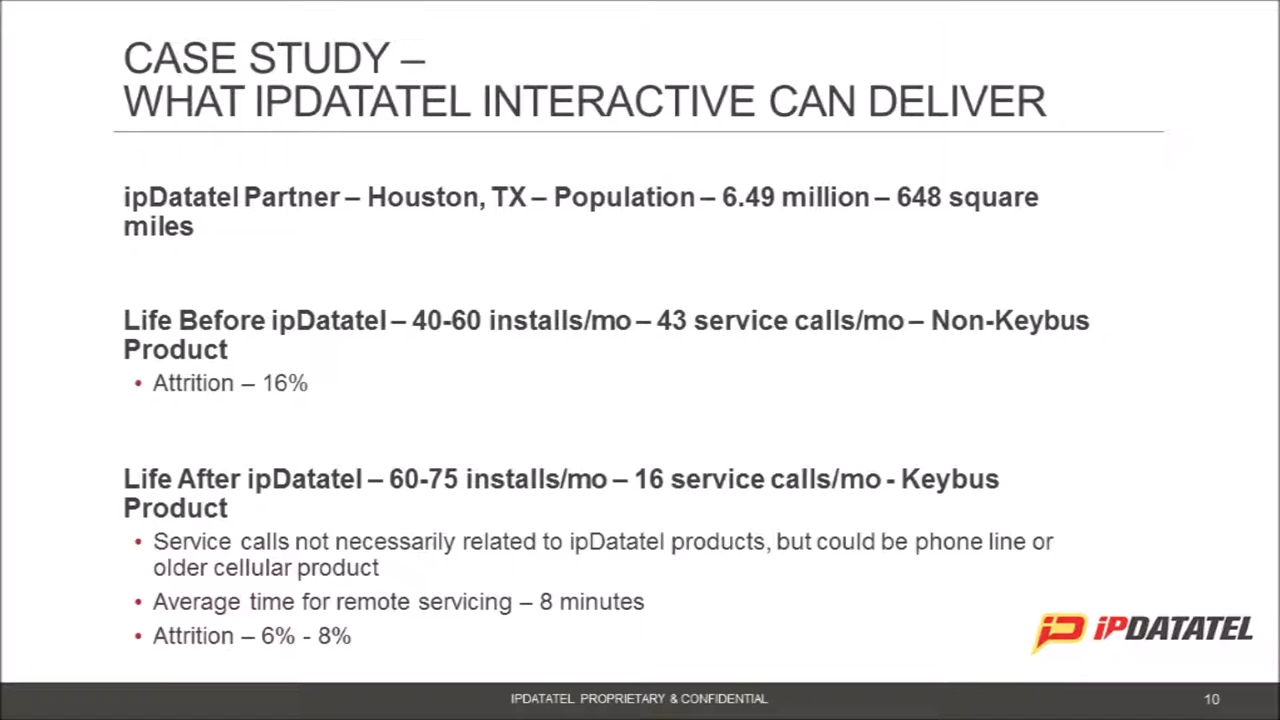 CASE STUDY –
WHAT IPDATATEL INTERACTIVE CAN DELIVER
ipDatatel Partner – Houston, TX – Population – 6.49 million – 648 square
miles
Life Before ipDatatel – 40-60 installs/mo – 43 service calls/mo – Non-Keybus
Product
• Attrition – 16%
Life After ipDatatel – 60-75 installs/mo – 16 service calls/mo - Keybus
Product
• Service calls not necessarily related to ipDatatel products, but could be phone line or
older cellular product
• Average time for remote servicing – 8 minutes
• Attrition – 6% - 8%
iPDATATEL
IPDATATEL PROPRIETARY & CONFIDENTIAL
10